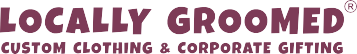 LOCALLY GROOMED®
CUSTOM CLOTHING & CORPORATE GIFTING